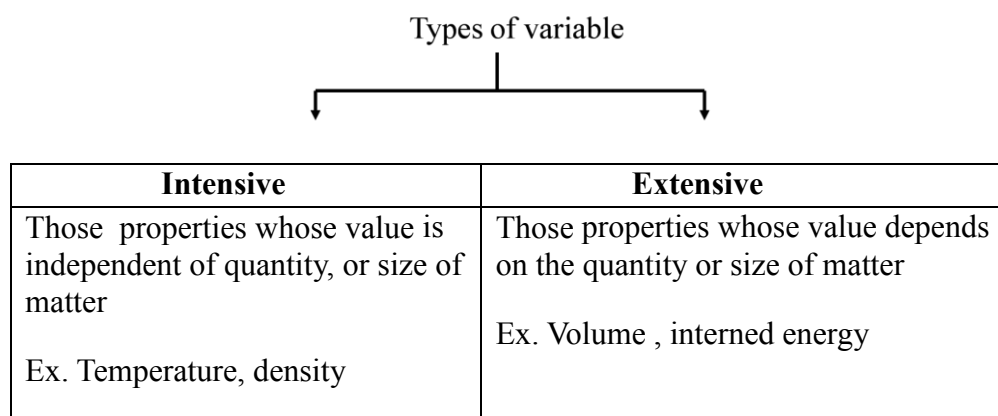 Types of variable
Intensive
Those properties whose value is
independent of quantity, or size of
matter
Ex. Temperature, density
Extensive
Those properties whose value depends
on the quantity or size of matter
Ex. Volume , interned energy